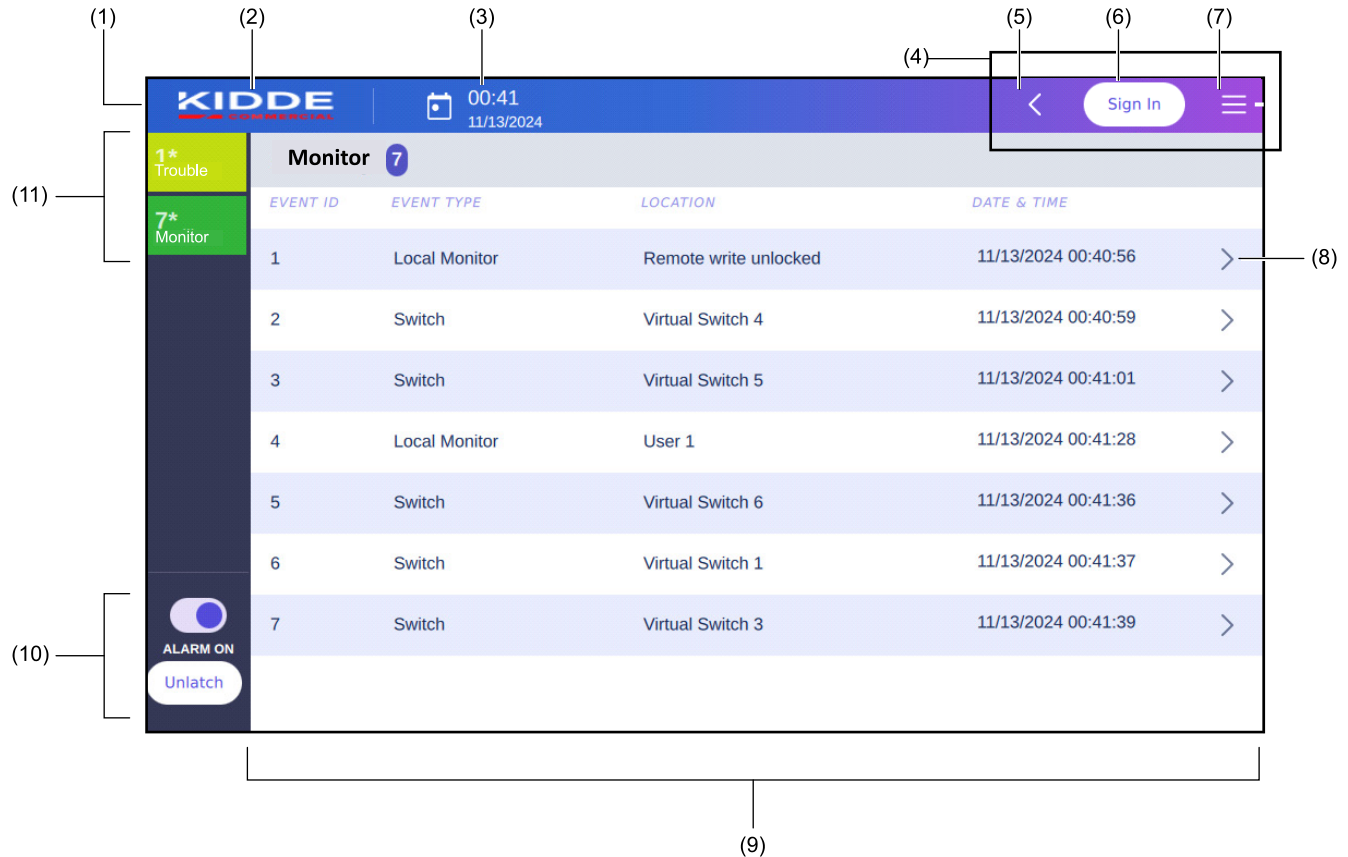 (1) (2) (3) (5) (6) (7)
(4)
KIDDE
COMMERCIAL
00:41
11/13/2024
Sign In
1*
Trouble
Monitor 7
(11)
7*
Monitor
EVENT ID EVENT TYPE LOCATION DATE & TIME
1 Local Monitor Remote write unlocked 11/13/2024 00:40:56
(8)
2 Switch Virtual Switch 4 11/13/2024 00:40:59
3 Switch Virtual Switch 5 11/13/2024 00:41:01
4 Local Monitor User 1 11/13/2024 00:41:28
5 Switch Virtual Switch 6 11/13/2024 00:41:36
6 Switch Virtual Switch 1 11/13/2024 00:41:37
7 Switch Virtual Switch 3 11/13/2024 00:41:39
(10)
ALARM ON
Unlatch
(9)